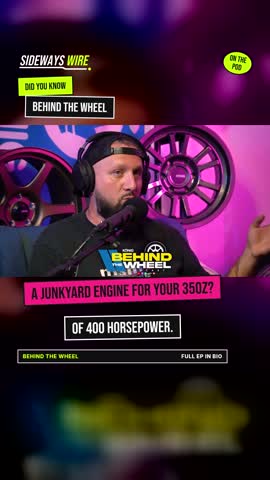 SIDEWAYS WIRE.
ON THE POD
DID YOU KNOW
BEHIND THE WHEEL
BEHIND
THE WHEEL
A JUNKYARD ENGINE FOR YOUR 350Z?
OF 400 HORSEPOWER.
BEHIND THE WHEEL
FULL EP IN BIO